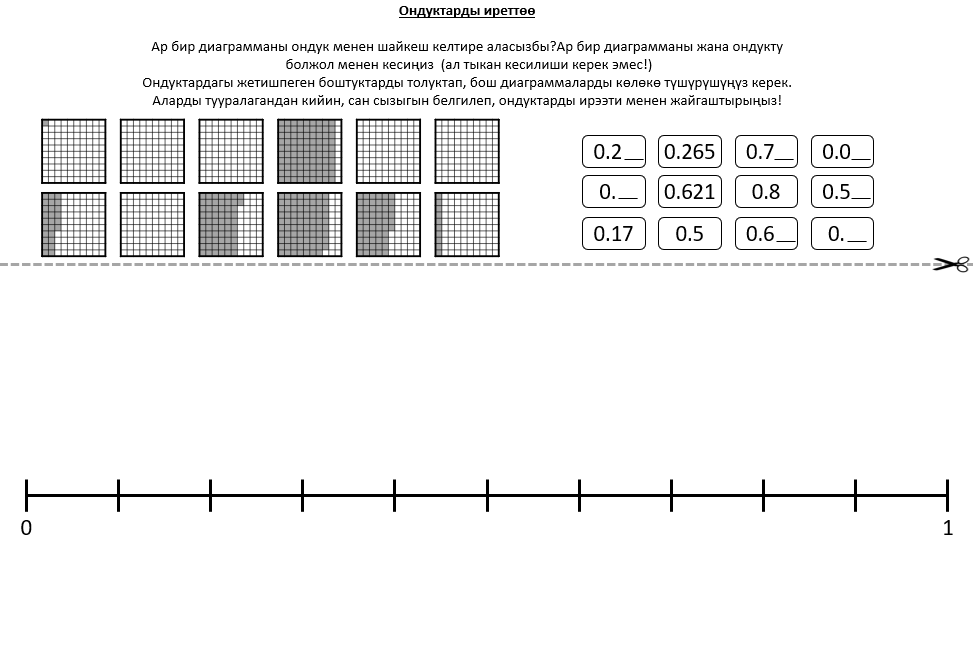 Ондуктарды иреттөө
Ар бир диаграмманы ондук менен шайкеш келтире аласызбы?Ар бир диаграмманы жана ондукту
болжол менен кесиңиз (ал тыкан кесилиши керек эмес!)
Ондуктардагы жетишпеген боштуктарды толуктап, бош диаграммаларды көлөкө түшүрүшүңүз керек.
Аларды тууралагандан кийин, сан сызыгын белгилеп, ондуктарды ирээти менен жайгаштырыңыз!
0.2__ 0.265 0.7__ 0.0__
0.__ 0.621 0.8 0.5__
0.17 0.5 0.6__ 0.__
0 1